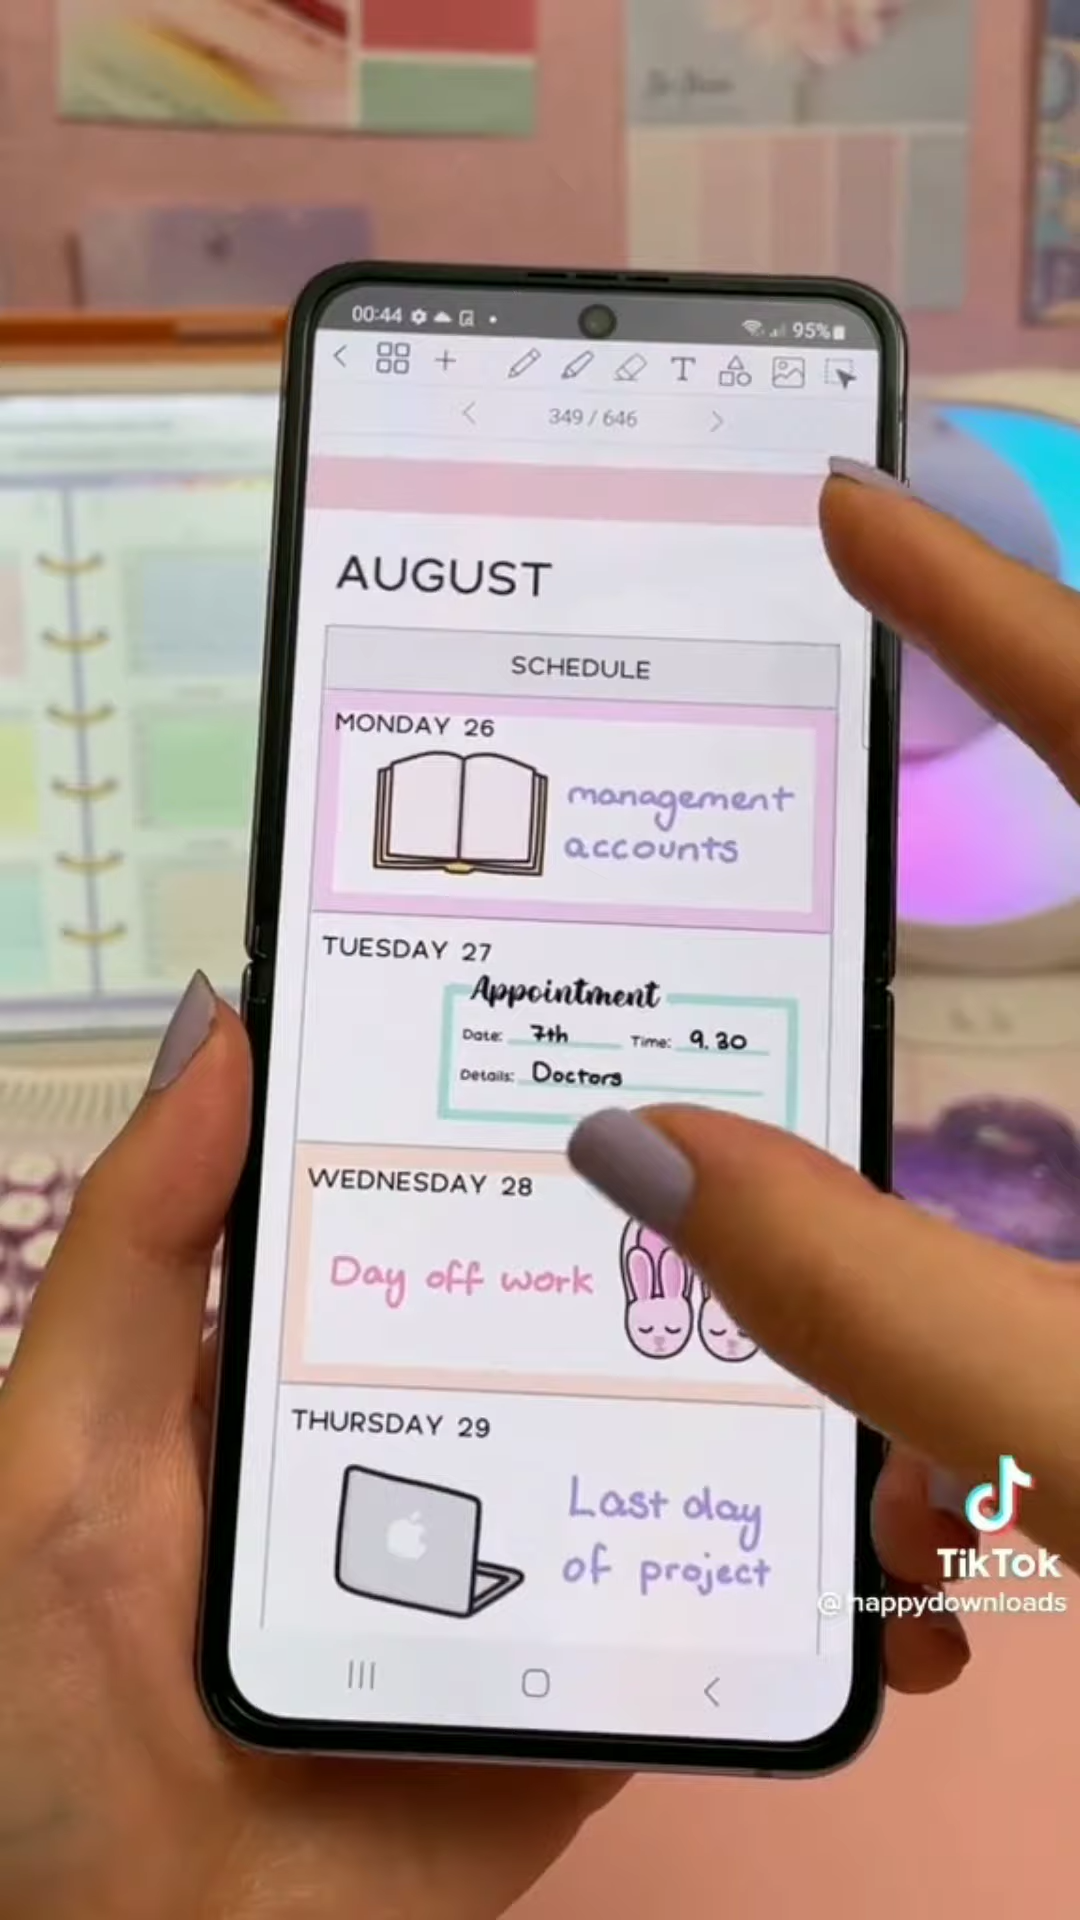 00:44
95%
T
349 / 646
AUGUST
SCHEDULE
MONDAY 26
management
accounts
TUESDAY 27
Appointment
Date: 7th Time: 9.30
Details: Doctors
WEDNESDAY 28
Day off work
THURSDAY 29
Last day
of project
TikTok
@happydownloads